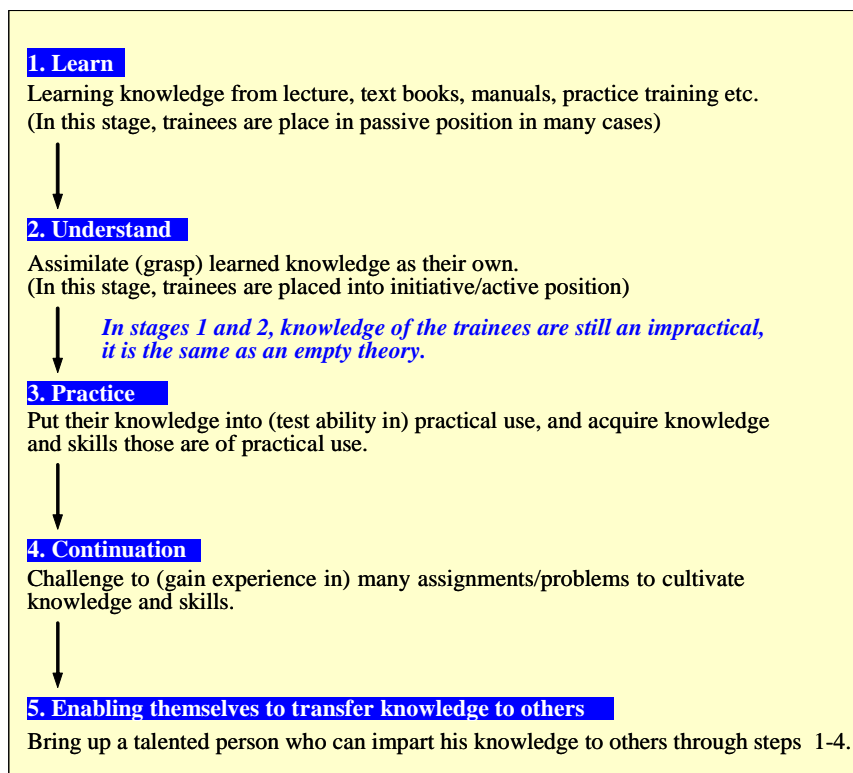 1. Learn
Learning knowledge from lecture, text books, manuals, practice training etc.
(In this stage, trainees are place in passive position in many cases)
2. Understand
Assimilate (grasp) learned knowledge as their own.
(In this stage, trainees are placed into initiative/active position)
In stages 1 and 2, knowledge of the trainees are still an impractical,
it is the same as an empty theory.
3. Practice
Put their knowledge into (test ability in) practical use, and acquire knowledge
and skills those are of practical use.
4. Continuation
Challenge to (gain experience in) many assignments/problems to cultivate
knowledge and skills.
5. Enabling themselves to transfer knowledge to others
Bring up a talented person who can impart his knowledge to others through steps 1-4.